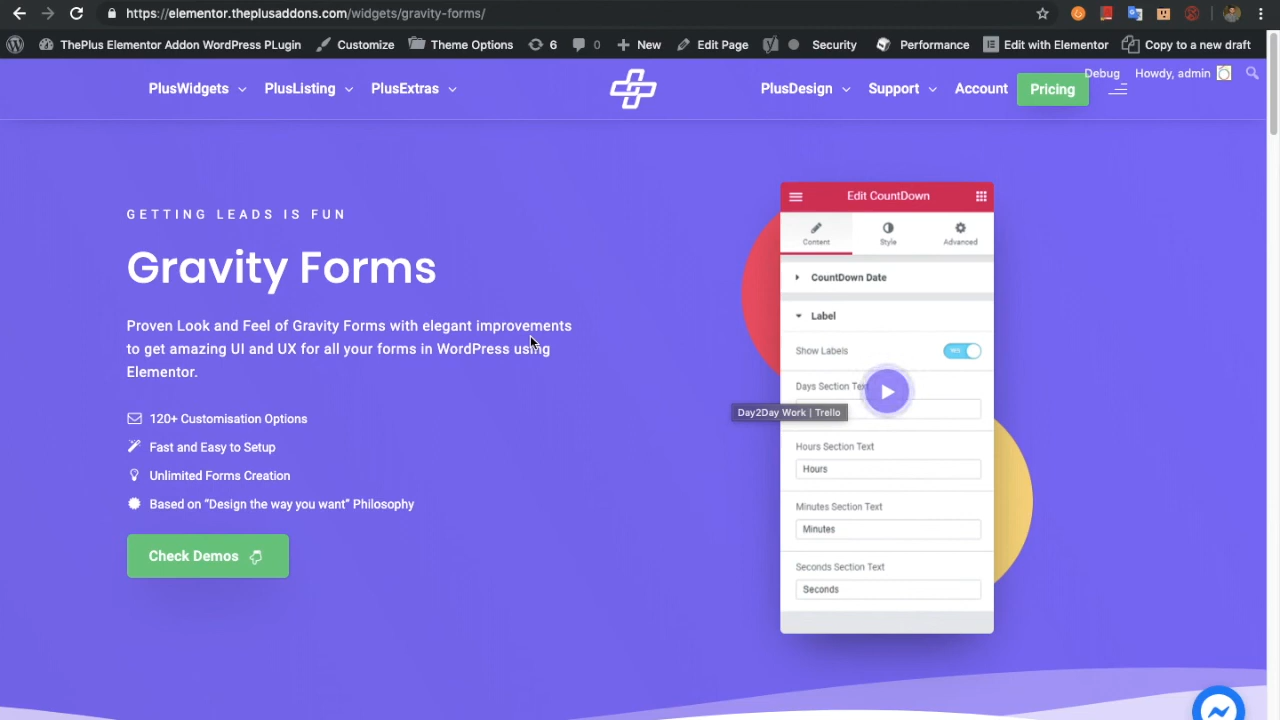 https://elementor.theplusaddons.com/widgets/gravity-forms/
ThePlus Elementor Addon WordPress PLugin Customize Theme Options 6 0 New Edit Page Security Performance Edit with Elementor Copy to a new draft
Debug Howdy, admin
PlusWidgets PlusListing PlusExtras PlusDesign Support Account Pricing
GETTING LEADS IS FUN
Gravity Forms
Proven Look and Feel of Gravity Forms with elegant improvements
to get amazing UI and UX for all your forms in WordPress using
Elementor.
120+ Customisation Options
Fast and Easy to Setup
Unlimited Forms Creation
Based on “Design the way you want” Philosophy
Check Demos
Edit CountDown
Content Style Advanced
CountDown Date
Label
Show Labels YES
Days Section Text
Day2Day Work | Trello
Hours Section Text
Hours
Minutes Section Text
Minutes
Seconds Section Text
Seconds